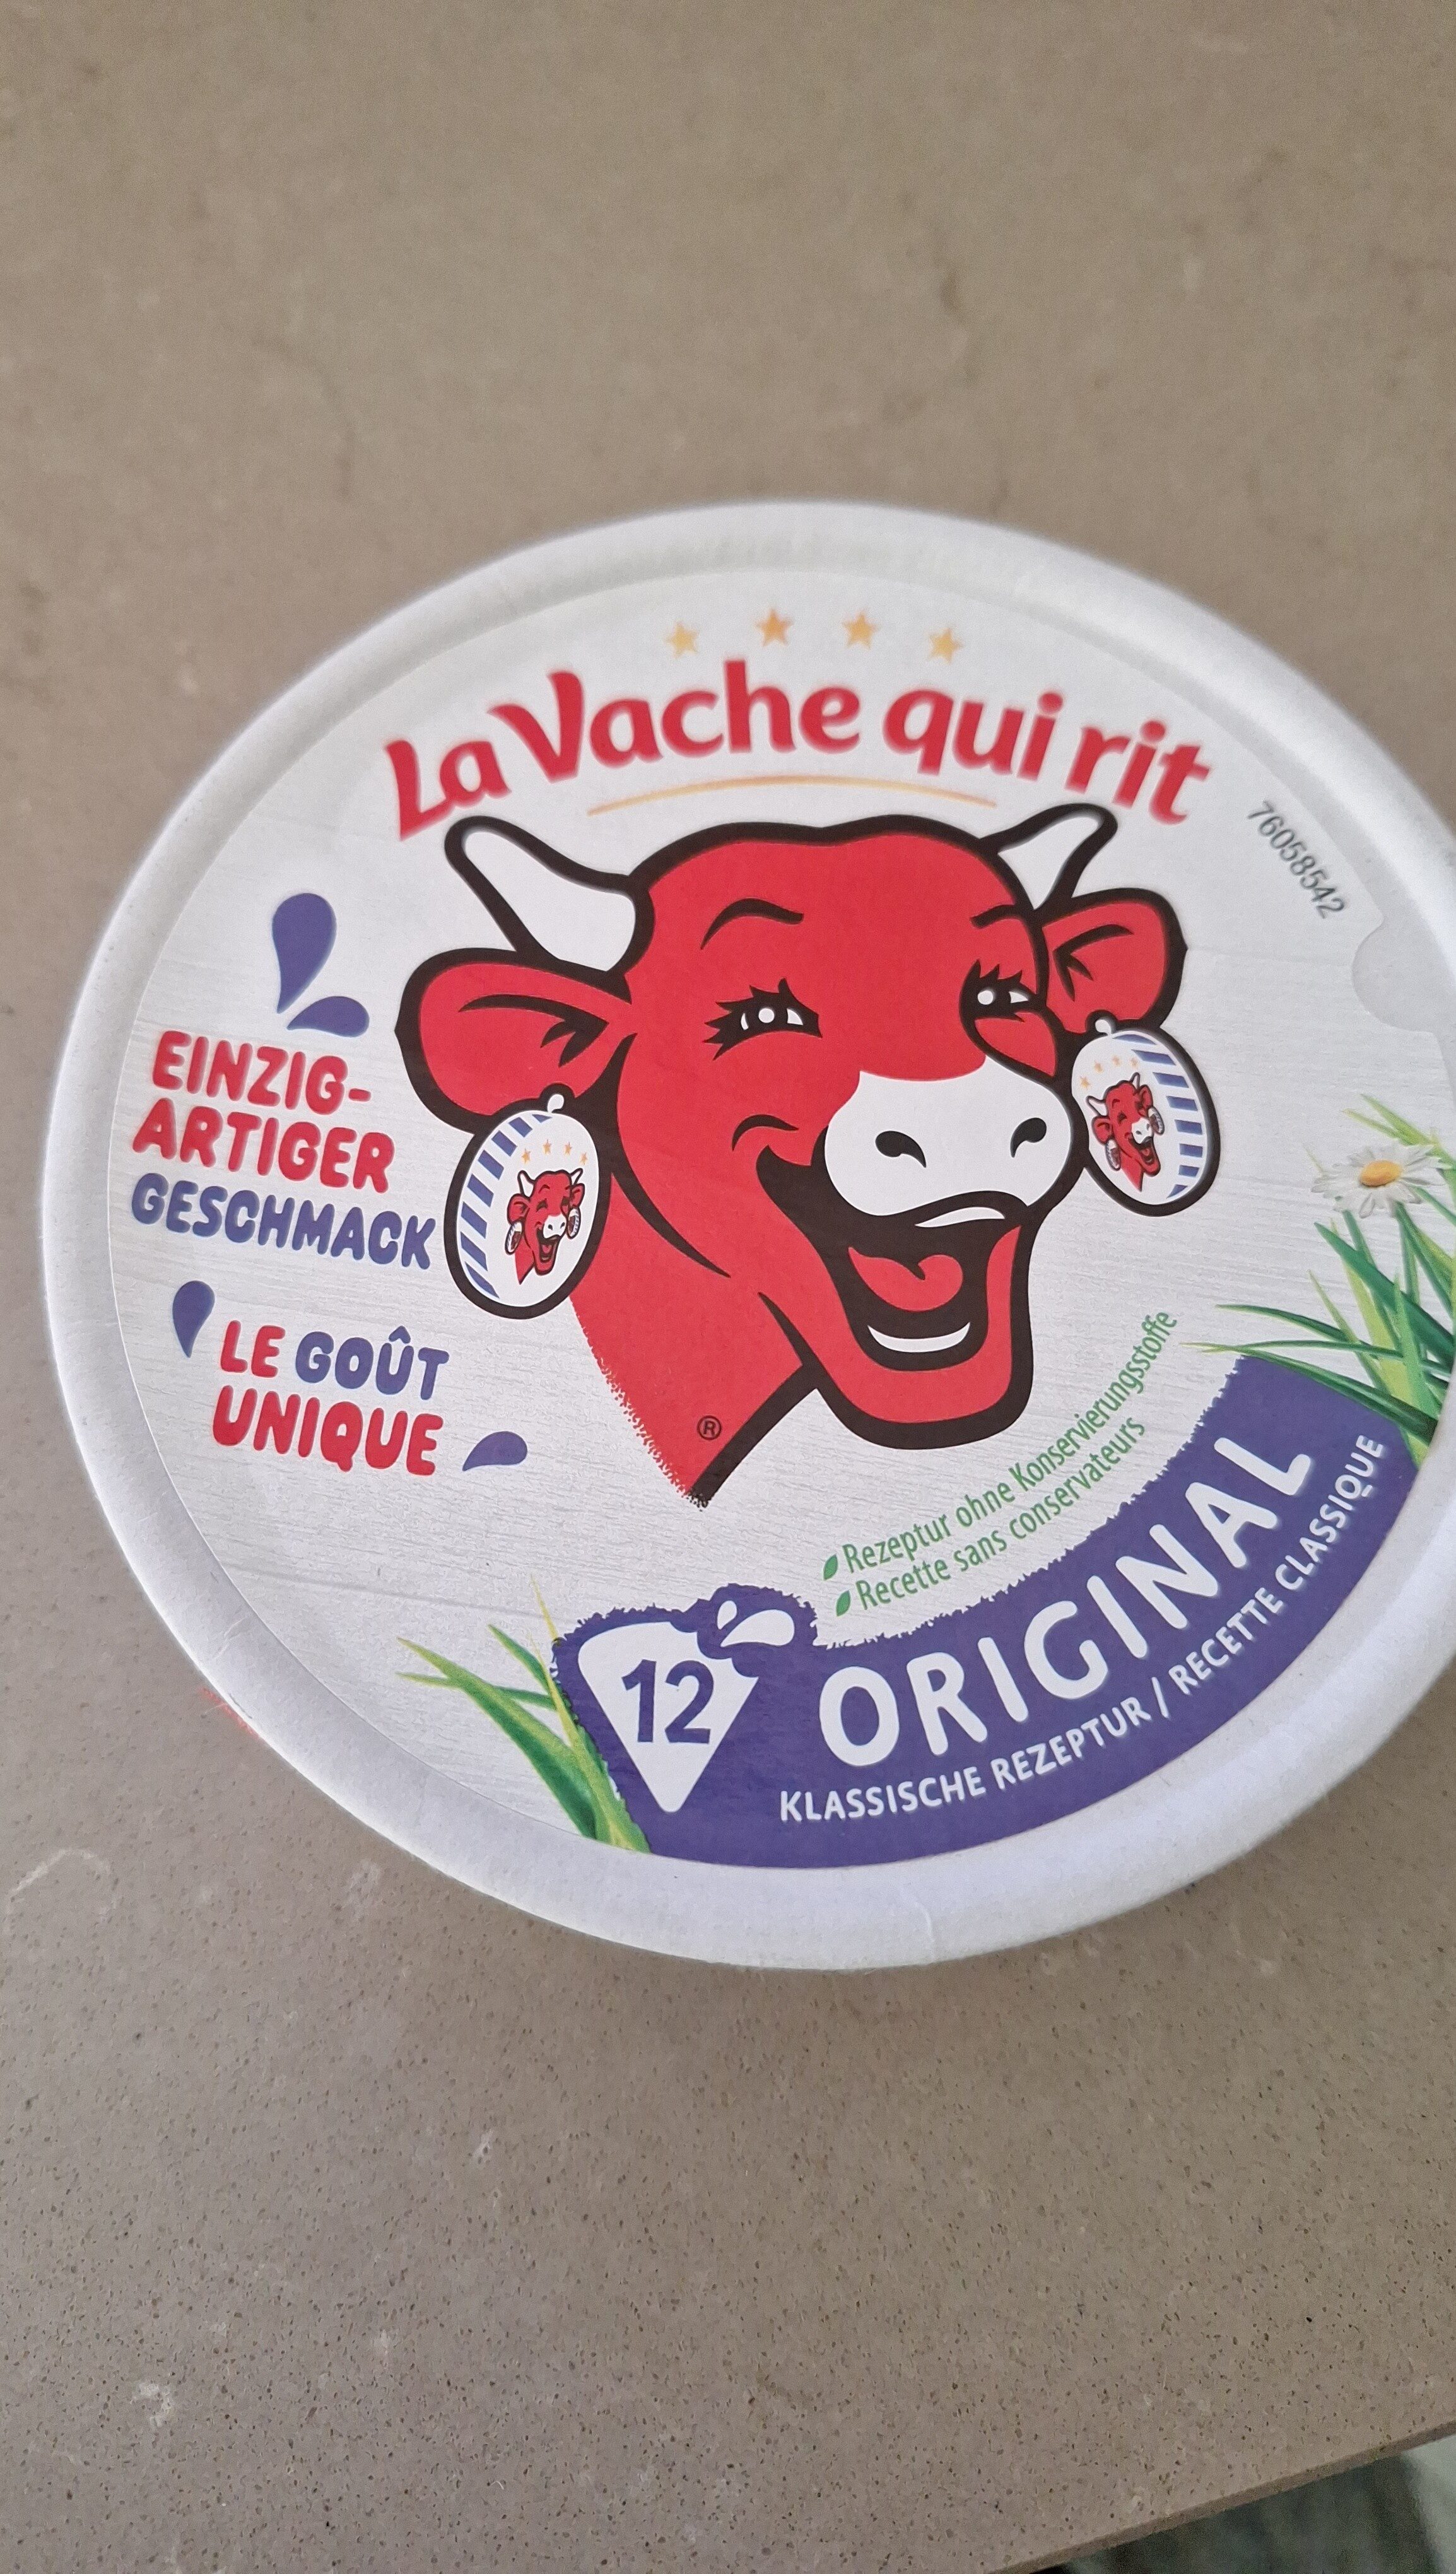 La Vache qui rit
76058542
EINZIG-
ARTIGER
GESCHMACK
LE GOÛT
UNIQUE
®
Rezeptur ohne Konservierungsstoffe
Recette sans conservateurs
12
ORIGINAL
KLASSISCHE REZEPTUR / RECETTE CLASSIQUE